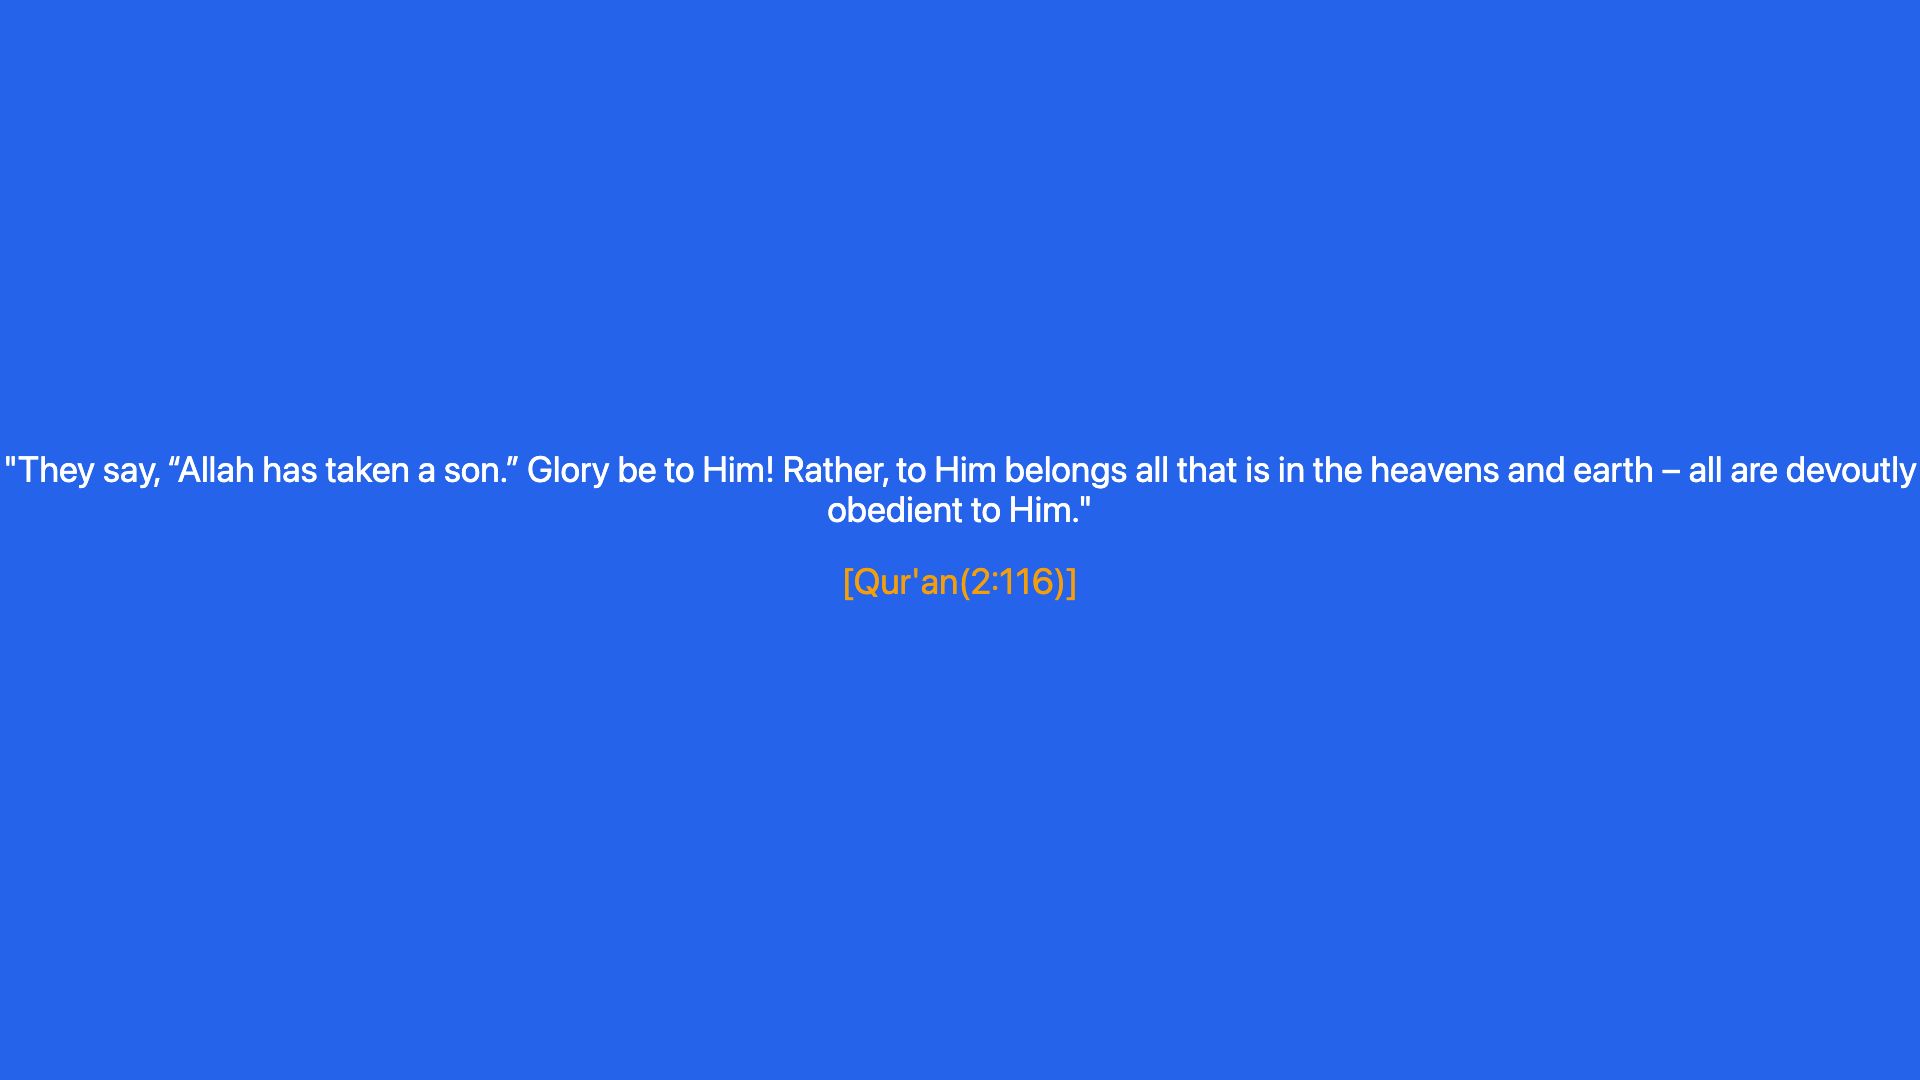 "They say, “Allah has taken a son.” Glory be to Him! Rather, to Him belongs all that is in the heavens and earth – all are devoutly
obedient to Him."
[Qur'an(2:116)]